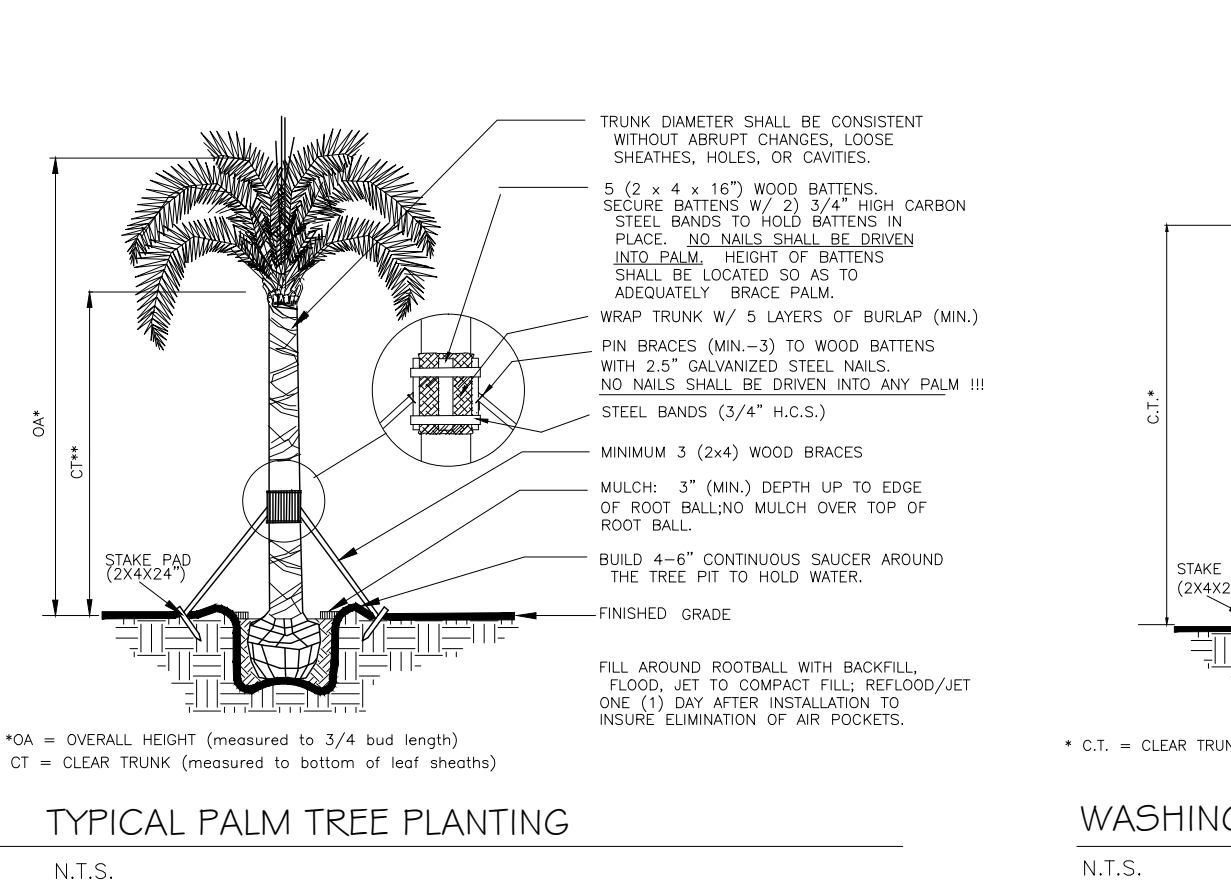 TRUNK DIAMETER SHALL BE CONSISTENT
WITHOUT ABRUPT CHANGES, LOOSE
SHEATHES, HOLES, OR CAVITIES.
5 (2 x 4 x 16”) WOOD BATTENS.
SECURE BATTENS W/ 2) 3/4” HIGH CARBON
STEEL BANDS TO HOLD BATTENS IN
PLACE. NO NAILS SHALL BE DRIVEN
INTO PALM. HEIGHT OF BATTENS
SHALL BE LOCATED SO AS TO
ADEQUATELY BRACE PALM.
WRAP TRUNK W/ 5 LAYERS OF BURLAP (MIN.)
PIN BRACES (MIN.–3) TO WOOD BATTENS
WITH 2.5” GALVANIZED STEEL NAILS.
NO NAILS SHALL BE DRIVEN INTO ANY PALM !!!
STEEL BANDS (3/4” H.C.S.)
MINIMUM 3 (2x4) WOOD BRACES
MULCH: 3” (MIN.) DEPTH UP TO EDGE
OF ROOT BALL;NO MULCH OVER TOP OF
ROOT BALL.
BUILD 4–6” CONTINUOUS SAUCER AROUND
THE TREE PIT TO HOLD WATER.
FINISHED GRADE
FILL AROUND ROOTBALL WITH BACKFILL,
FLOOD, JET TO COMPACT FILL; REFLOOD/JET
ONE (1) DAY AFTER INSTALLATION TO
INSURE ELIMINATION OF AIR POCKETS.
OA*
CT**
STAKE PAD
(2X4X24”)
*OA = OVERALL HEIGHT (measured to 3/4 bud length)
CT = CLEAR TRUNK (measured to bottom of leaf sheaths)
TYPICAL PALM TREE PLANTING
N.T.S.
C.T.*
STAKE
(2X4X2
* C.T. = CLEAR TRUN
WASHING
N.T.S.